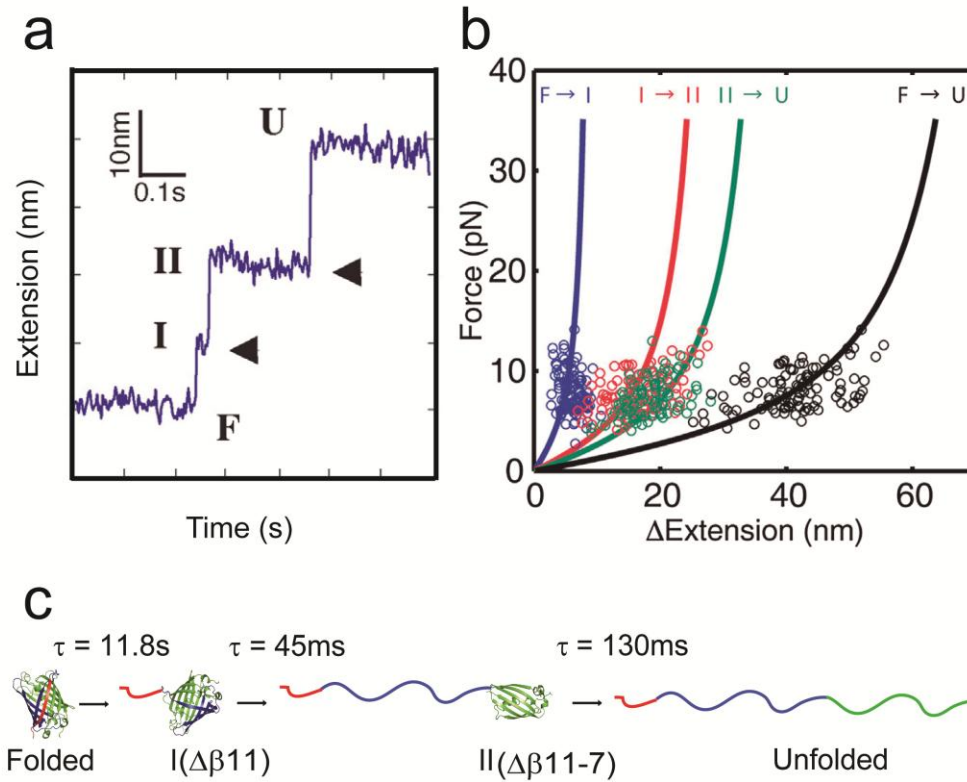 a
Extension (nm)
10nm
0.1s
U
II
I
F
Time (s)
b
Force (pN)
40
30
20
10
0
F → I
I → II
II → U
F → U
0
20
40
60
ΔExtension (nm)
c
τ = 11.8s
τ = 45ms
τ = 130ms
Folded
I(Δβ11)
II(Δβ11-7)
Unfolded